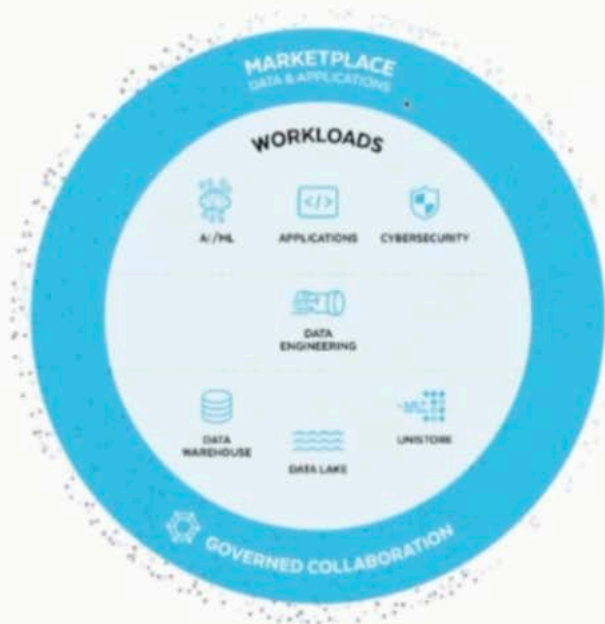 MARKETPLACE
DATA & APPLICATIONS
WORKLOADS
AI/ML
APPLICATIONS
CYBERSECURITY
DATA
ENGINEERING
DATA
WAREHOUSE
DATA LAKE
UNISTORE
GOVERNED COLLABORATION